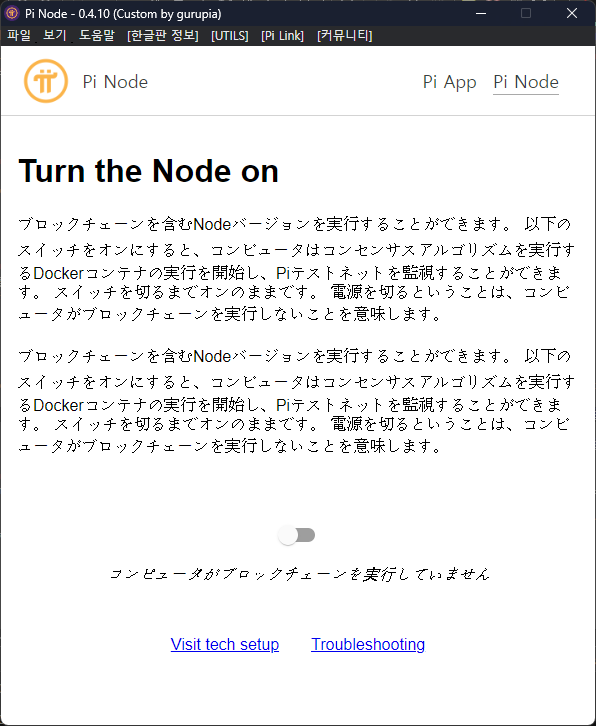 Pi Node - 0.4.10 (Custom by gurupia)
파일 보기 도움말 [한글판 정보] [UTILS] [Pi Link] [커뮤니티]
Pi Node Pi App Pi Node
Turn the Node on
ブロックチェーンを含むNodeバージョンを実行することができます。 以下の
スイッチをオンにすると、コンピュータはコンセンサスアルゴリズムを実行す
るDockerコンテナの実行を開始し、Piテストネットを監視することができま
す。 スイッチを切るまでオンのままです。 電源を切るということは、コンピ
ュータがブロックチェーンを実行しないことを意味します。
ブロックチェーンを含むNodeバージョンを実行することができます。 以下の
スイッチをオンにすると、コンピュータはコンセンサスアルゴリズムを実行す
るDockerコンテナの実行を開始し、Piテストネットを監視することができま
す。 スイッチを切るまでオンのままです。 電源を切るということは、コンピ
ュータがブロックチェーンを実行しないことを意味します。
コンピュータがブロックチェーンを実行していません
Visit tech setup Troubleshooting